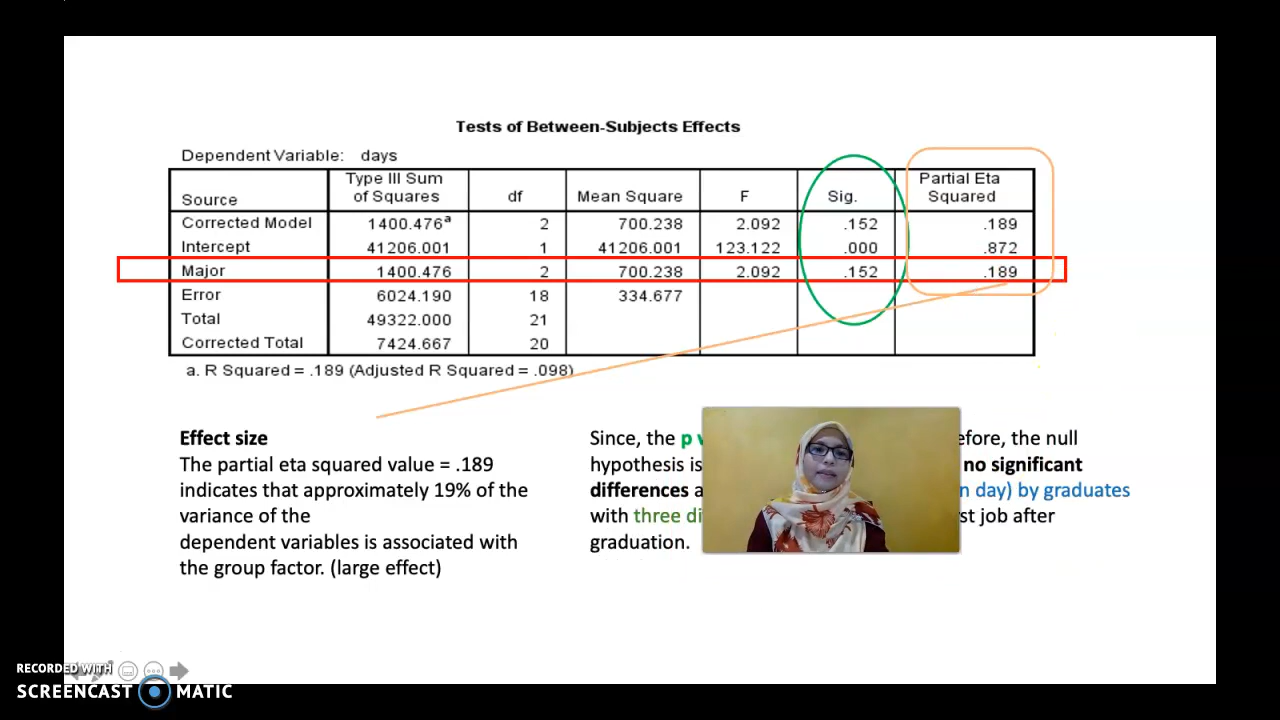 Tests of Between-Subjects Effects
Dependent Variable: days
Source Type III Sum of Squares df Mean Square F Sig. Partial Eta Squared
Corrected Model 1400.476a 2 700.238 2.092 .152 .189
Intercept 41206.001 1 41206.001 123.122 .000 .872
Major 1400.476 2 700.238 2.092 .152 .189
Error 6024.190 18 334.677
Total 49322.000 21
Corrected Total 7424.667 20
a. R Squared = .189 (Adjusted R Squared = .098)
Effect size
The partial eta squared value = .189
indicates that approximately 19% of the
variance of the
dependent variables is associated with
the group factor. (large effect)
Since, the p the null
hypothesis is no significant
differences day) by graduates
with three job after
graduation.
RECORDED WITH
SCREENCAST MATIC